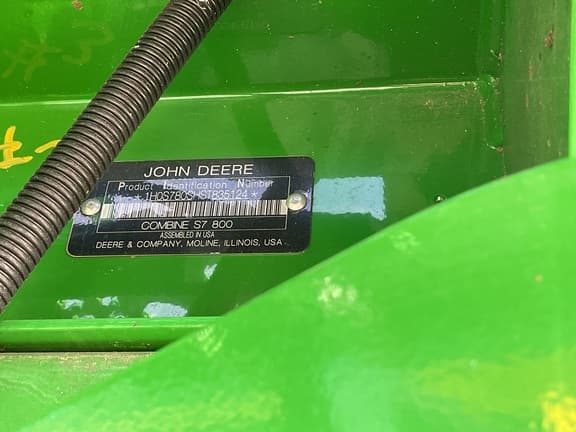 JOHN DEERE
Product Identification Number
*1H0S780SHST835124*
COMBINE S7 800
ASSEMBLED IN USA
DEERE & COMPANY, MOLINE, ILLINOIS, USA